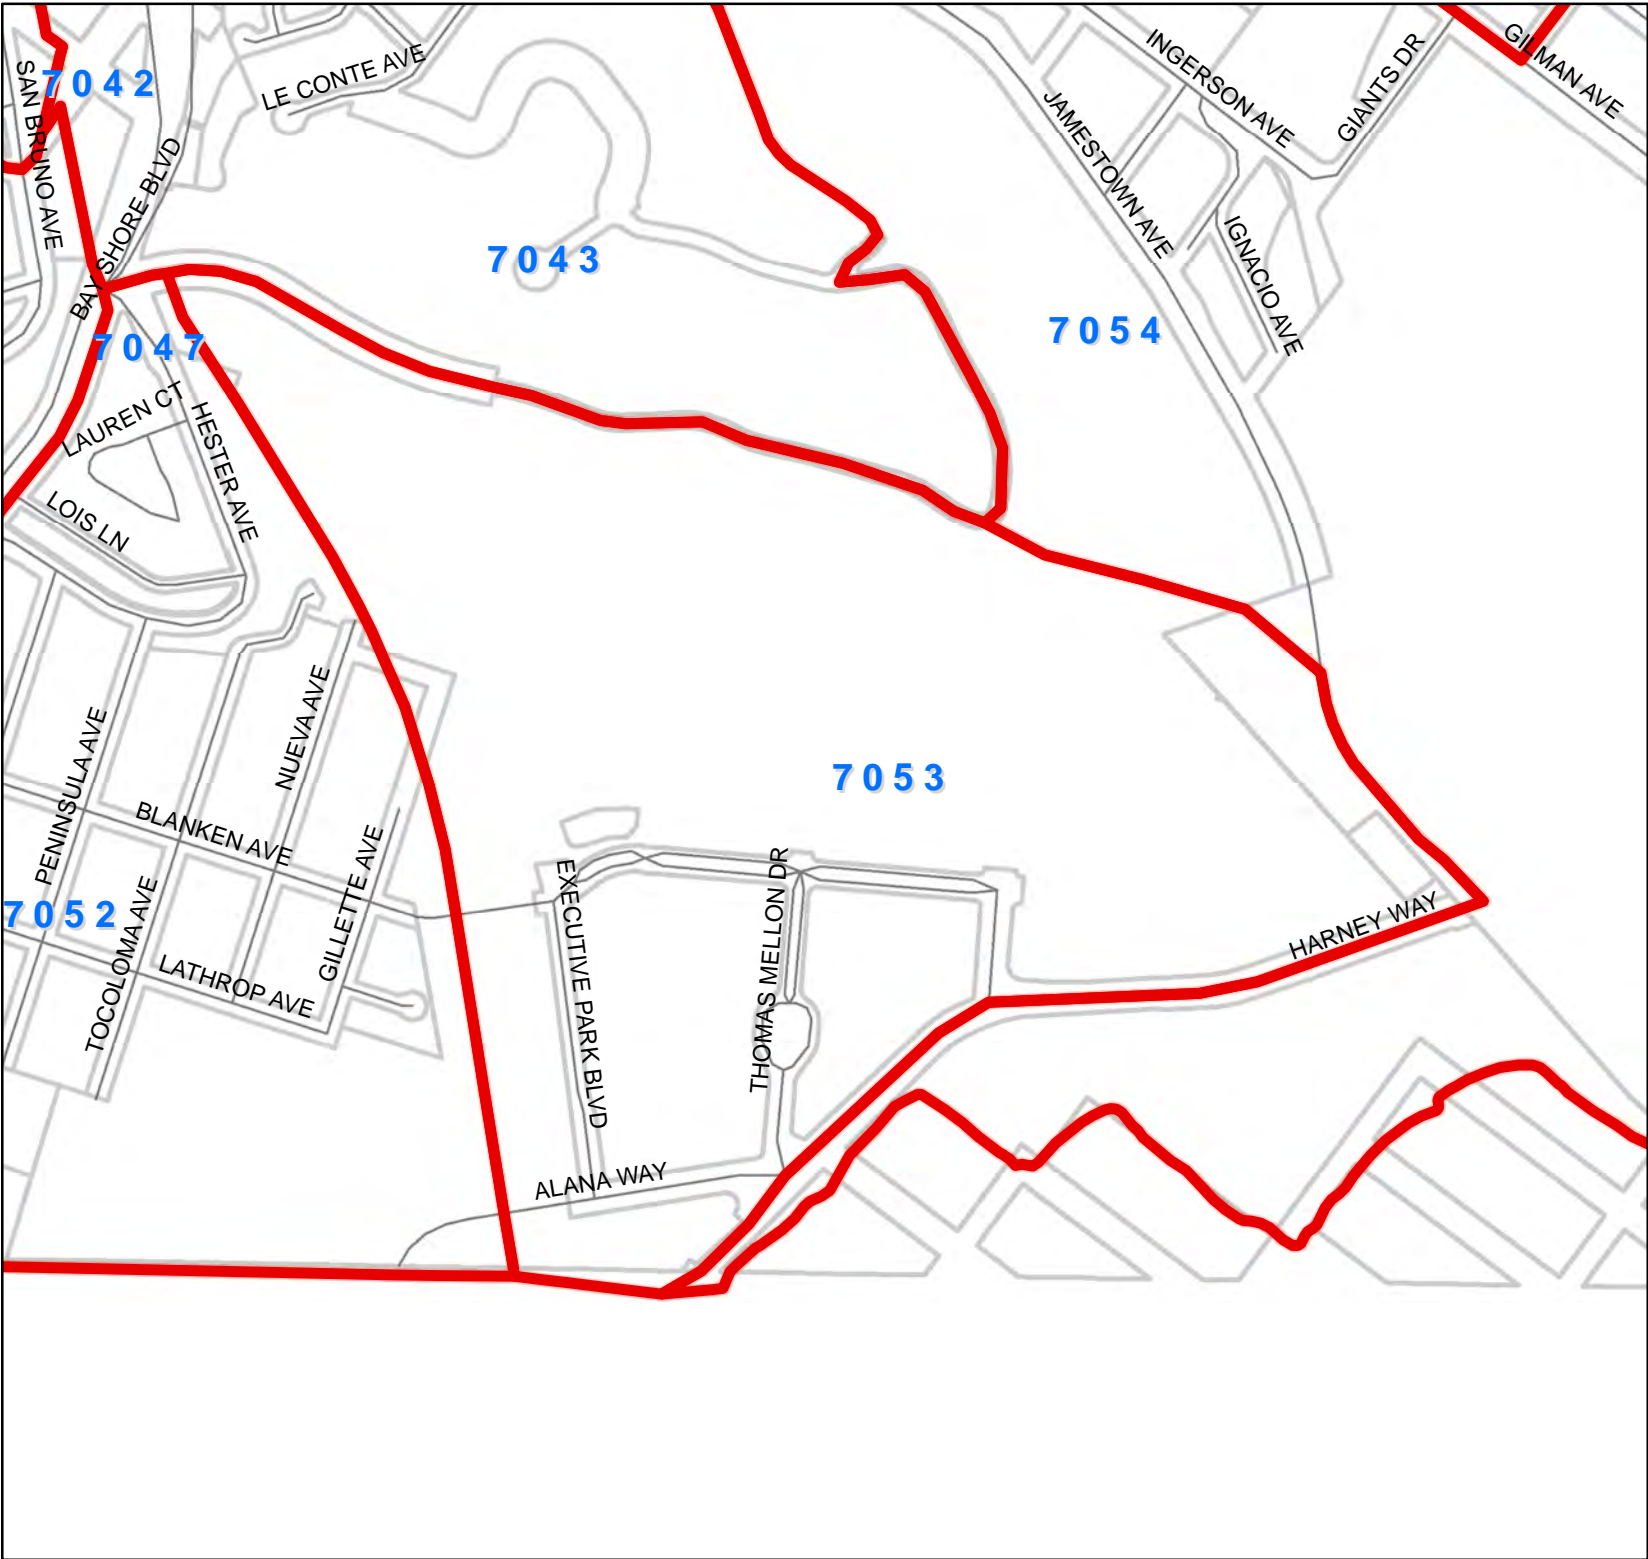 GILMAN AVE
INGERSON AVE
GIANTS DR
LE CONTE AVE
7042
SAN BRUNO AVE
JAMESTOWN AVE
BAY SHORE BLVD
7043
IGNACIO AVE
7054
7047
LAUREN CT
HESTER AVE
LOIS LN
NUEVA AVE
PENINSULA AVE
7053
BLANKEN AVE
GILLETTE AVE
EXECUTIVE PARK BLVD
THOMAS MELLON DR
7052
TOCOLOMA AVE
HARNEY WAY
LATHROP AVE
ALANA WAY